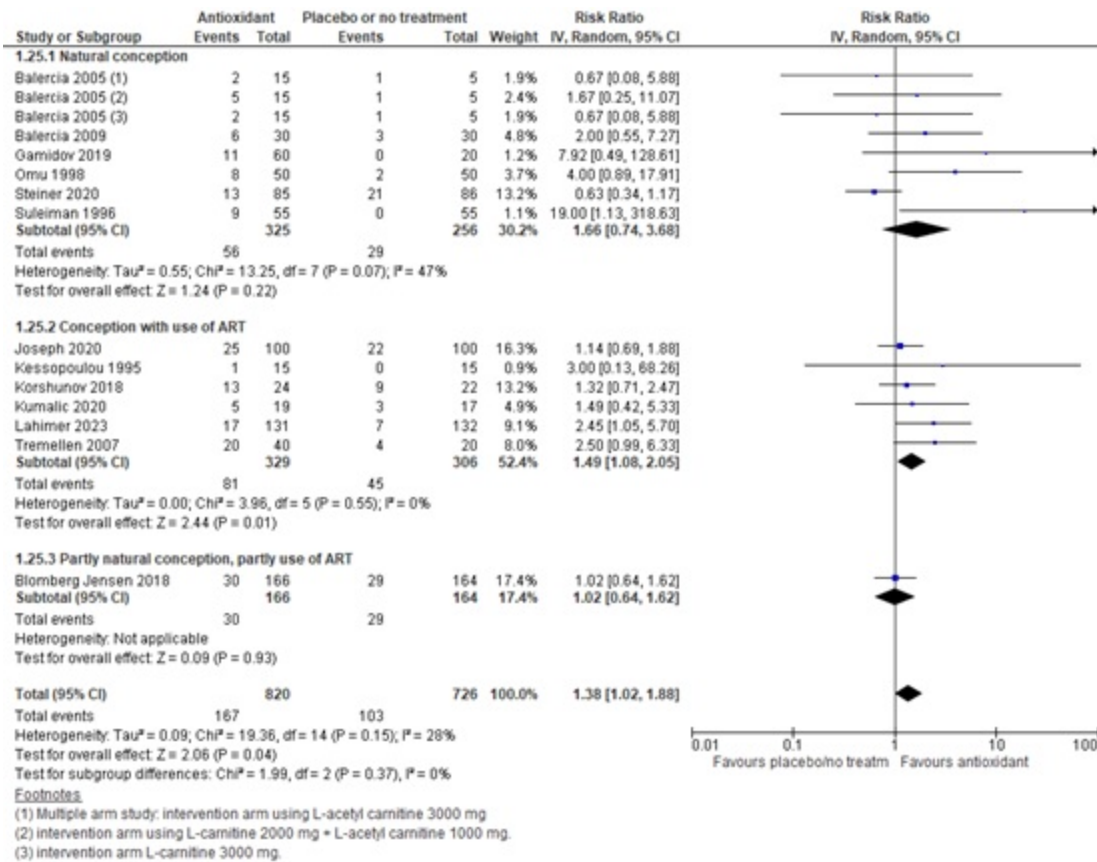 Antioxidant Placebo or no treatment Risk Ratio Risk Ratio
Study or Subgroup Events Total Events Total Weight IV, Random, 95% CI IV, Random, 95% CI
1.25.1 Natural conception
Balercia 2005 (1) 2 15 1 5 1.9% 0.67 [0.08, 5.88]
Balercia 2005 (2) 5 15 1 5 2.4% 1.67 [0.25, 11.07]
Balercia 2005 (3) 2 15 1 5 1.9% 0.67 [0.08, 5.88]
Balercia 2009 6 30 3 30 4.8% 2.00 [0.55, 7.27]
Gamidov 2019 11 60 0 20 1.2% 7.92 [0.49, 128.61]
Omu 1998 8 50 2 50 3.7% 4.00 [0.89, 17.91]
Steiner 2020 13 85 21 86 13.2% 0.63 [0.34, 1.17]
Suleiman 1996 9 55 0 55 1.1% 19.00 [1.13, 318.63]
Subtotal (95% CI) 325 256 30.2% 1.66 [0.74, 3.68]
Total events 56 29
Heterogeneity: Tau² = 0.55; Chi² = 13.25, df = 7 (P = 0.07); I² = 47%
Test for overall effect: Z = 1.24 (P = 0.22)
1.25.2 Conception with use of ART
Joseph 2020 25 100 22 100 16.3% 1.14 [0.69, 1.88]
Kessopoulou 1995 1 15 0 15 0.9% 3.00 [0.13, 68.26]
Korshunov 2018 13 24 9 22 13.2% 1.32 [0.71, 2.47]
Kumalic 2020 5 19 3 17 4.9% 1.49 [0.42, 5.33]
Lahimer 2023 17 131 7 132 9.1% 2.45 [1.05, 5.70]
Tremellen 2007 20 40 4 20 8.0% 2.50 [0.99, 6.33]
Subtotal (95% CI) 329 306 52.4% 1.49 [1.08, 2.05]
Total events 81 45
Heterogeneity: Tau² = 0.00; Chi² = 3.96, df = 5 (P = 0.55); I² = 0%
Test for overall effect: Z = 2.44 (P = 0.01)
1.25.3 Partly natural conception, partly use of ART
Blomberg Jensen 2018 30 166 29 164 17.4% 1.02 [0.64, 1.62]
Subtotal (95% CI) 166 164 17.4% 1.02 [0.64, 1.62]
Total events 30 29
Heterogeneity: Not applicable
Test for overall effect: Z = 0.09 (P = 0.93)
Total (95% CI) 820 726 100.0% 1.38 [1.02, 1.88]
Total events 167 103
Heterogeneity: Tau² = 0.09; Chi² = 19.36, df = 14 (P = 0.15); I² = 28%
Test for overall effect: Z = 2.06 (P = 0.04)
Test for subgroup differences: Chi² = 1.99, df = 2 (P = 0.37), I² = 0%
0.01 0.1 1 10 100
Favours placebo/no treatm Favours antioxidant
Footnotes
(1) Multiple arm study: intervention arm using L-acetyl carnitine 3000 mg
(2) intervention arm using L-carnitine 2000 mg + L-acetyl carnitine 1000 mg.
(3) intervention arm L-carnitine 3000 mg.